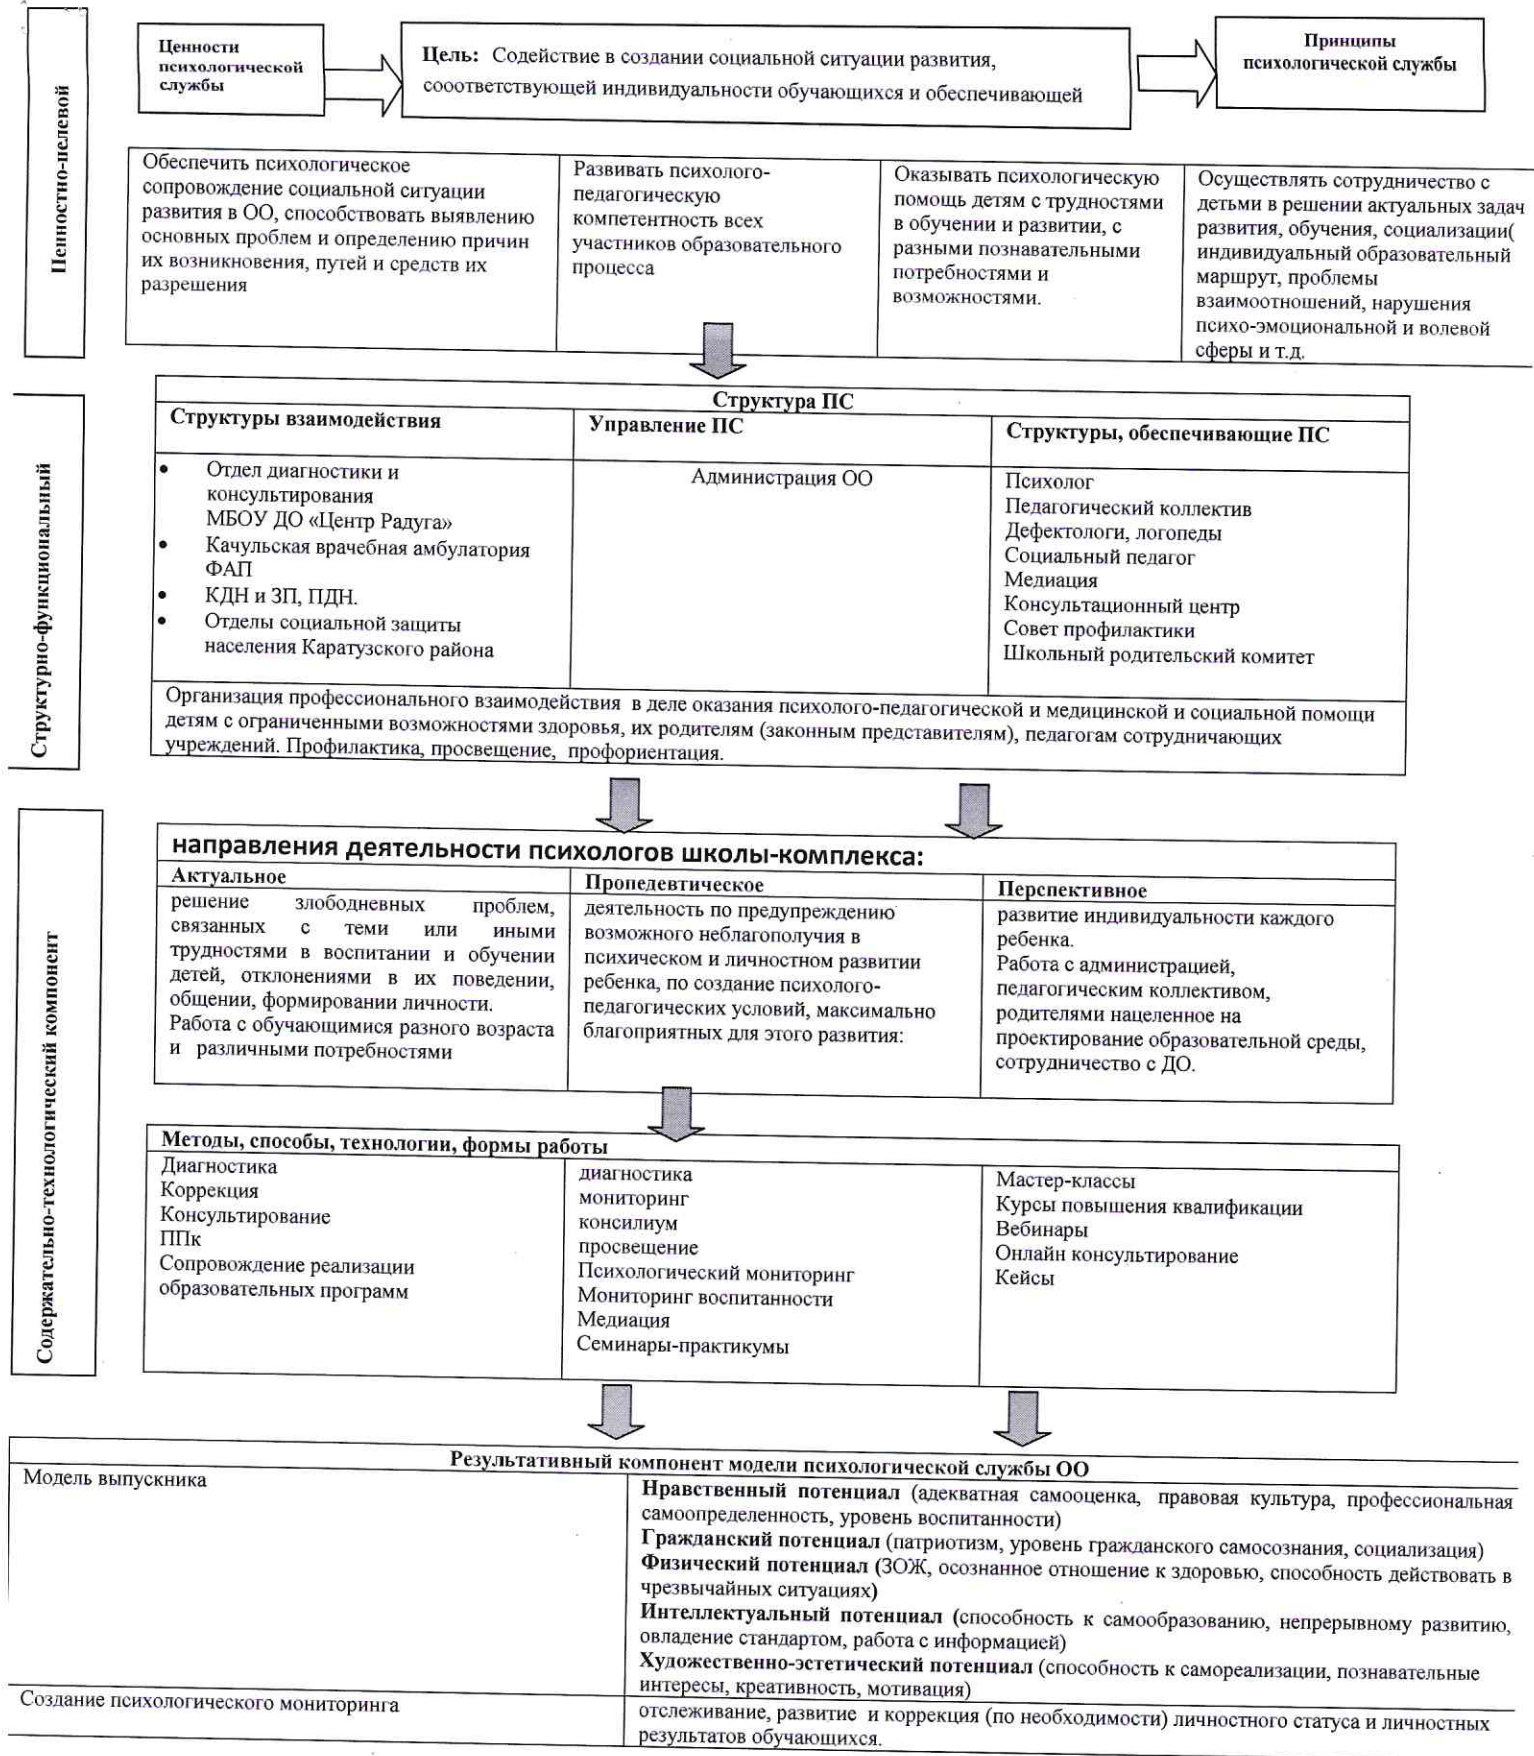 Ценностно-целевой
Ценности
психологической
службы
Цель: Содействие в создании социальной ситуации развития,
сооответствующей индивидуальности обучающихся и обеспечивающей
Принципы
психологической службы
Обеспечить психологическое
сопровождение социальной ситуации
развития в ОО, способствовать выявлению
основных проблем и определению причин
их возникновения, путей и средств их
разрешения
Развивать психолого-
педагогическую
компетентность всех
участников образовательного
процесса
Оказывать психологическую
помощь детям с трудностями
в обучении и развитии, с
разными познавательными
потребностями и
возможностями.
Осуществлять сотрудничество с
детьми в решении актуальных задач
развития, обучения, социализации(
индивидуальный образовательный
маршрут, проблемы
взаимоотношений, нарушения
психо-эмоциональной и волевой
сферы и т.д.
Структурно-функциональный
Структура ПС
Структуры взаимодействия
Управление ПС
Структуры, обеспечивающие ПС
• Отдел диагностики и
консультирования
МБОУ ДО «Центр Радуга»
• Качульская врачебная амбулатория
ФАП
• КДН и ЗП, ПДН.
• Отделы социальной защиты
населения Каратузского района
Администрация ОО
Психолог
Педагогический коллектив
Дефектологи, логопеды
Социальный педагог
Медиация
Консультационный центр
Совет профилактики
Школьный родительский комитет
Организация профессионального взаимодействия в деле оказания психолого-педагогической и медицинской и социальной помощи
детям с ограниченными возможностями здоровья, их родителям (законным представителям), педагогам сотрудничающих
учреждений. Профилактика, просвещение, профориентация.
Содержательно-технологический компонент
направления деятельности психологов школы-комплекса:
Актуальное
Пропедевтическое
Перспективное
решение злободневных проблем,
связанных с теми или иными
трудностями в воспитании и обучении
детей, отклонениями в их поведении,
общении, формировании личности.
Работа с обучающимися разного возраста
и различными потребностями
деятельность по предупреждению
возможного неблагополучия в
психическом и личностном развитии
ребенка, по создание психолого-
педагогических условий, максимально
благоприятных для этого развития:
развитие индивидуальности каждого
ребенка.
Работа с администрацией,
педагогическим коллективом,
родителями нацеленное на
проектирование образовательной среды,
сотрудничество с ДО.
Методы, способы, технологии, формы работы
Диагностика
Коррекция
Консультирование
ППк
Сопровождение реализации
образовательных программ
диагностика
мониторинг
консилиум
просвещение
Психологический мониторинг
Мониторинг воспитанности
Медиация
Семинары-практикумы
Мастер-классы
Курсы повышения квалификации
Вебинары
Онлайн консультирование
Кейсы
Результативный компонент модели психологической службы ОО
Модель выпускника
Нравственный потенциал (адекватная самооценка, правовая культура, профессиональная
самоопределенность, уровень воспитанности)
Гражданский потенциал (патриотизм, уровень гражданского самосознания, социализация)
Физический потенциал (ЗОЖ, осознанное отношение к здоровью, способность действовать в
чрезвычайных ситуациях)
Интеллектуальный потенциал (способность к самообразованию, непрерывному развитию,
овладение стандартом, работа с информацией)
Художественно-эстетический потенциал (способность к самореализации, познавательные
интересы, креативность, мотивация)
Создание психологического мониторинга
отслеживание, развитие и коррекция (по необходимости) личностного статуса и личностных
результатов обучающихся.